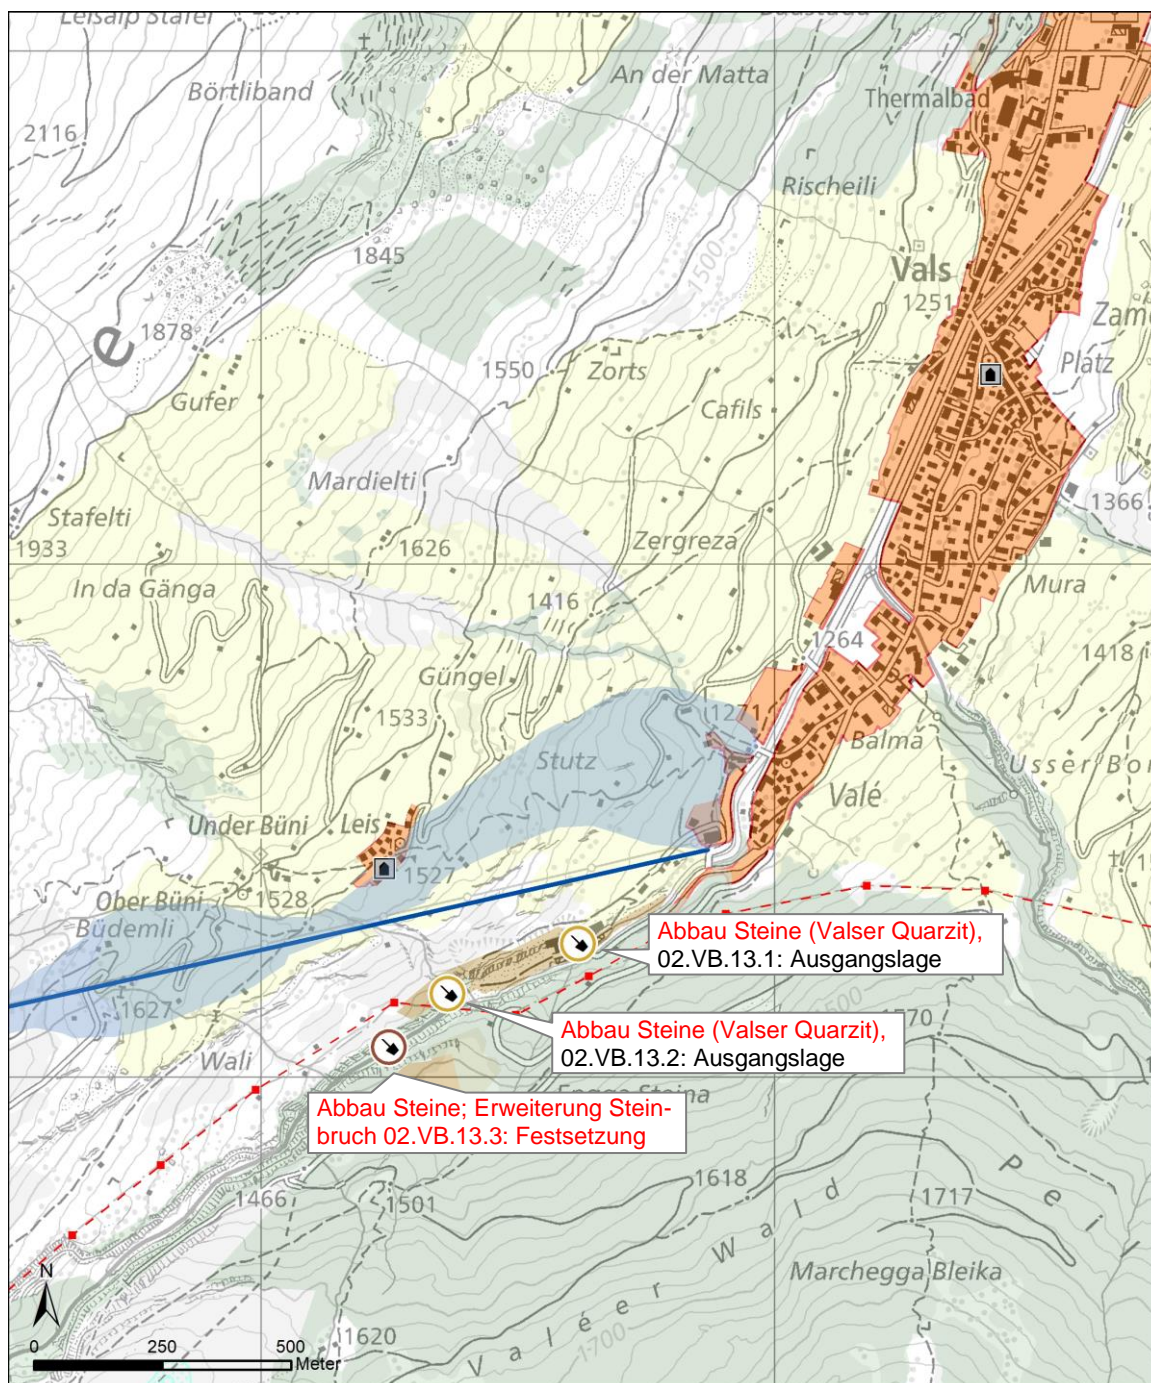 Leisalp Stafel
Börtliband
An der Matta
Thermalbad
2116
Rischeili
1845
1500
Vals
1251
1878
e
Zorts
1550
Platz
Gufer
Cafils
Mardielti
Stafelti
1366
1933
1626
Zergreza
In da Gänga
1416
Mura
1264
1418
Güngel
1533
1271
Stutz
Balma
Usser
Valé
Under Büni
Leis
1527
Ober Büni
1528
Büdemli
Abbau Steine (Valser Quarzit),
02.VB.13.1: Ausgangslage
1627
Wali
Abbau Steine (Valser Quarzit),
02.VB.13.2: Ausgangslage
Abbau Steine; Erweiterung Stein-
bruch 02.VB.13.3: Festsetzung
1618
1466
1501
1717
Marchegga Bleika
N
1620
Valéer Wald
1700
0 250 500
Meter